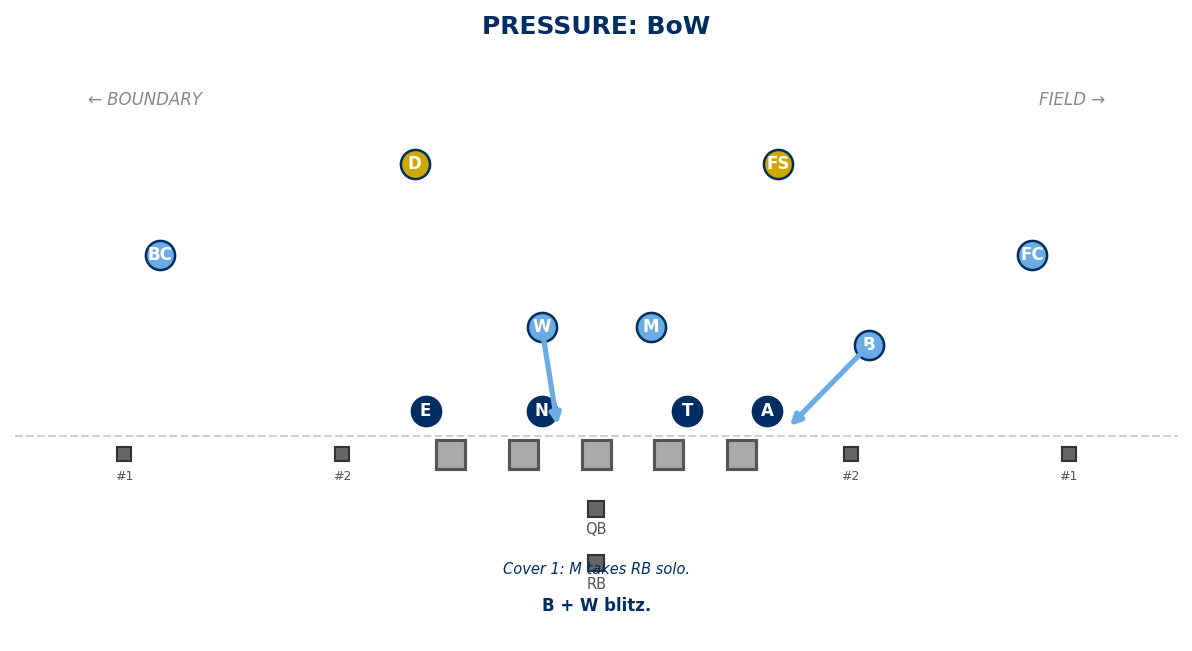 PRESSURE: BoW
← BOUNDARY
FIELD →
D
FS
BC
FC
W
M
B
E
N
T
A
#1
#2
#2
#1
QB
Cover 1: M takes RB solo.
RB
B + W blitz.